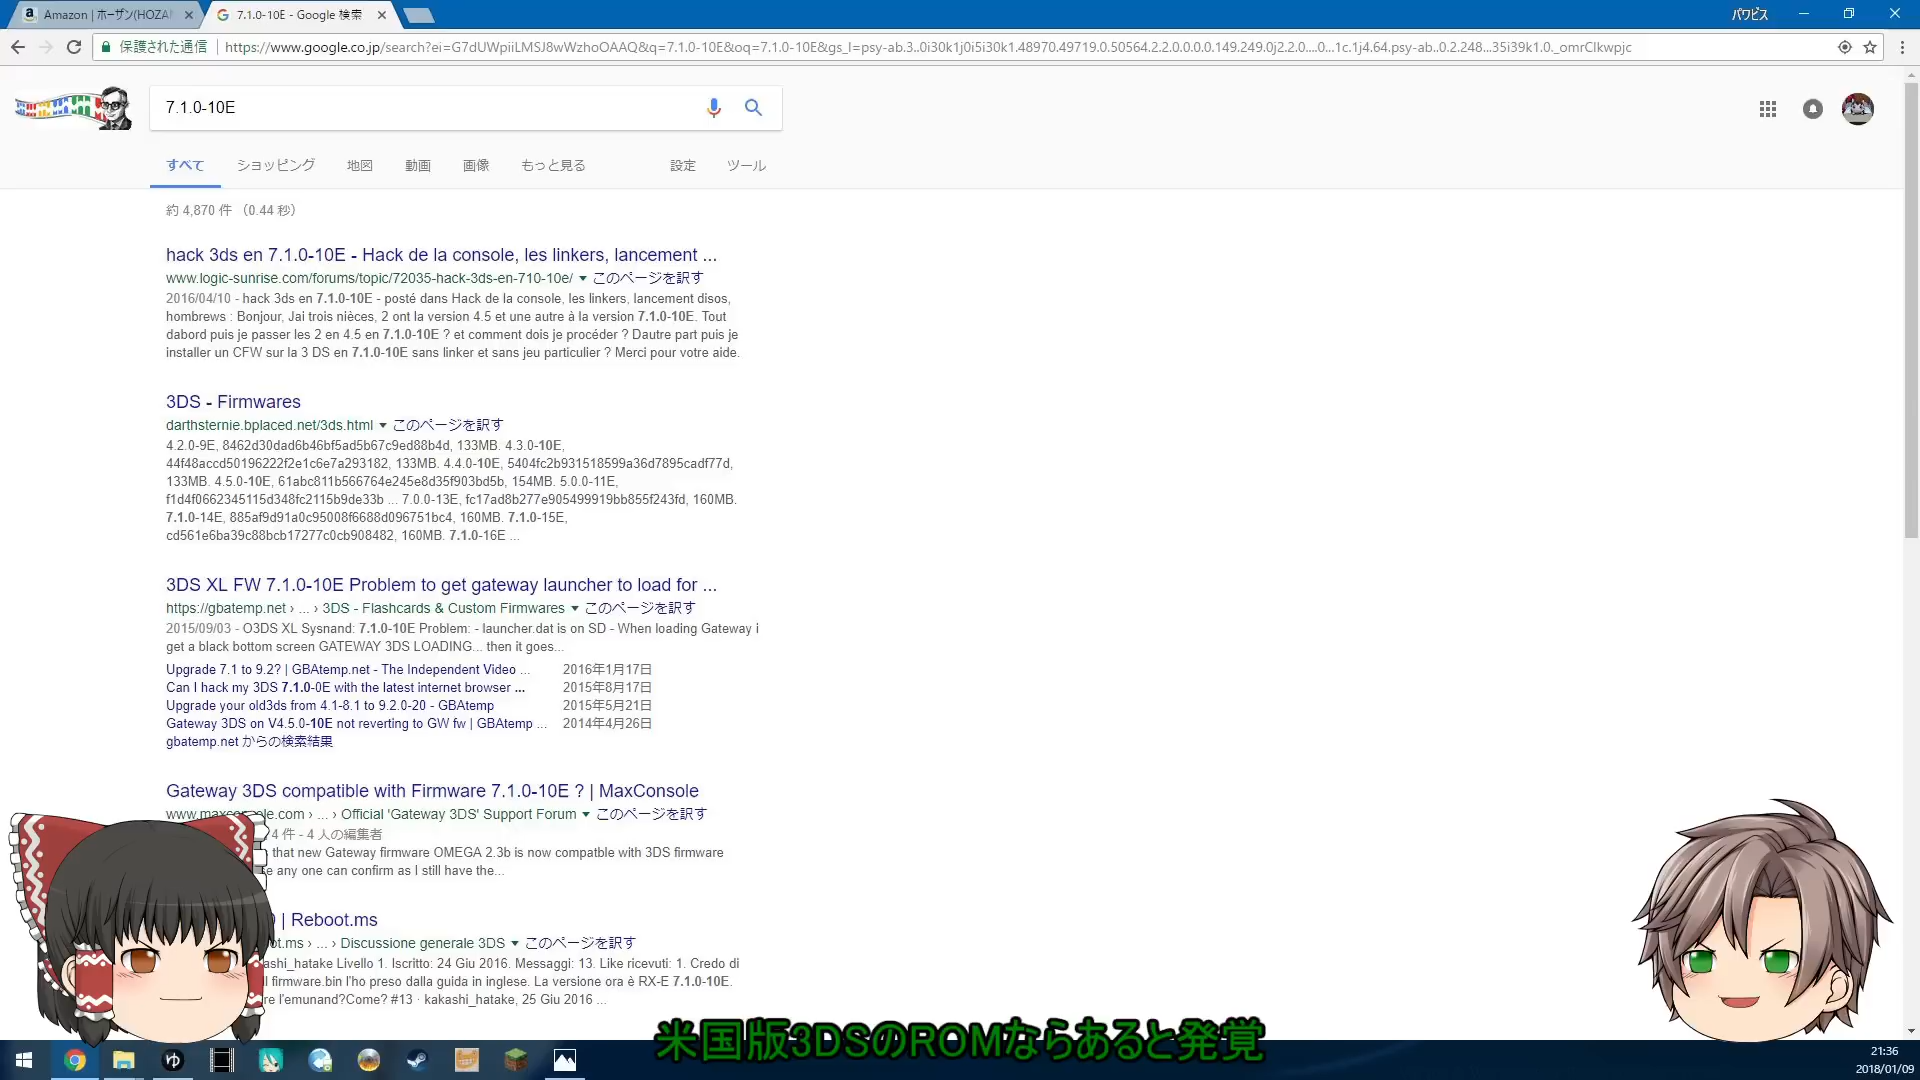 Amazon | ホーザン(HOZAN
7.1.0-10E - Google 検索
パワビス
保護された通信
https://www.google.co.jp/search?ei=G7dUWpiiLMSJ8wWzhoOAAQ&q=7.1.0-10E&oq=7.1.0-10E&gs_l=psy-ab.3..0i30k1j0i5i30k1.48970.49719.0.50564.2.2.0.0.0.0.149.249.0j2.2.0....0...1c.1j4.64.psy-ab..0.2.248...35i39k1.0._omrClkwpjc
7.1.0-10E
すべて ショッピング 地図 動画 画像 もっと見る 設定 ツール
約 4,870 件 （0.44 秒）
hack 3ds en 7.1.0-10E - Hack de la console, les linkers, lancement ...
www.logic-sunrise.com/forums/topic/72035-hack-3ds-en-710-10e/ ▼ このページを訳す
2016/04/10 - hack 3ds en 7.1.0-10E - posté dans Hack de la console, les linkers, lancement disos,
hombrews : Bonjour, Jai trois nièces, 2 ont la version 4.5 et une autre à la version 7.1.0-10E. Tout
dabord puis je passer les 2 en 4.5 en 7.1.0-10E ? et comment dois je procéder ? Dautre part puis je
installer un CFW sur la 3 DS en 7.1.0-10E sans linker et sans jeu particulier ? Merci pour votre aide.
3DS - Firmwares
darthsternie.bplaced.net/3ds.html ▼ このページを訳す
4.2.0-9E, 8462d30dad6b46bf5ad5b67c9ed88b4d, 133MB. 4.3.0-10E,
44f48accd50196222f2e1c6e7a293182, 133MB. 4.4.0-10E, 5404fc2b931518599a36d7895cadf77d,
133MB. 4.5.0-10E, 61abc811b566764e245e8d35f903bd5b, 154MB. 5.0.0-11E,
f1d4f0662345115d348fc2115b9de33b ... 7.0.0-13E, fc17ad8b277e905499919bb855f243fd, 160MB.
7.1.0-14E, 885af9d91a0c95008f6688d096751bc4, 160MB. 7.1.0-15E,
cd561e6ba39c88bcb17277c0cb908482, 160MB. 7.1.0-16E ...
3DS XL FW 7.1.0-10E Problem to get gateway launcher to load for ...
https://gbatemp.net › ... › 3DS - Flashcards & Custom Firmwares ▼ このページを訳す
2015/09/03 - O3DS XL Sysnand: 7.1.0-10E Problem: - launcher.dat is on SD - When loading Gateway i
get a black bottom screen GATEWAY 3DS LOADING... then it goes...
Upgrade 7.1 to 9.2? | GBAtemp.net - The Independent Video ... 2016年1月17日
Can I hack my 3DS 7.1.0-0E with the latest internet browser ... 2015年8月17日
Upgrade your old3ds from 4.1-8.1 to 9.2.0-20 - GBAtemp 2015年5月21日
Gateway 3DS on V4.5.0-10E not reverting to GW fw | GBAtemp ... 2014年4月26日
gbatemp.net からの検索結果
Gateway 3DS compatible with Firmware 7.1.0-10E ? | MaxConsole
www.maxconsole.com › ... › Official 'Gateway 3DS' Support Forum ▼ このページを訳す
4 件 - 4 人の編集者
that new Gateway firmware OMEGA 2.3b is now compatble with 3DS firmware
e any one can confirm as I still have the...
| Reboot.ms
ot.ms › ... › Discussione generale 3DS ▼ このページを訳す
ashi_hatake Livello 1. Iscritto: 24 Giu 2016. Messaggi: 13. Like ricevuti: 1. Credo di
l firmware.bin l'ho preso dalla guida in inglese. La versione ora è RX-E 7.1.0-10E.
re l'emunand?Come? #13 · kakashi_hatake, 25 Giu 2016 ...
米国版3DSのROMならあると発覚
21:36
2018/01/09